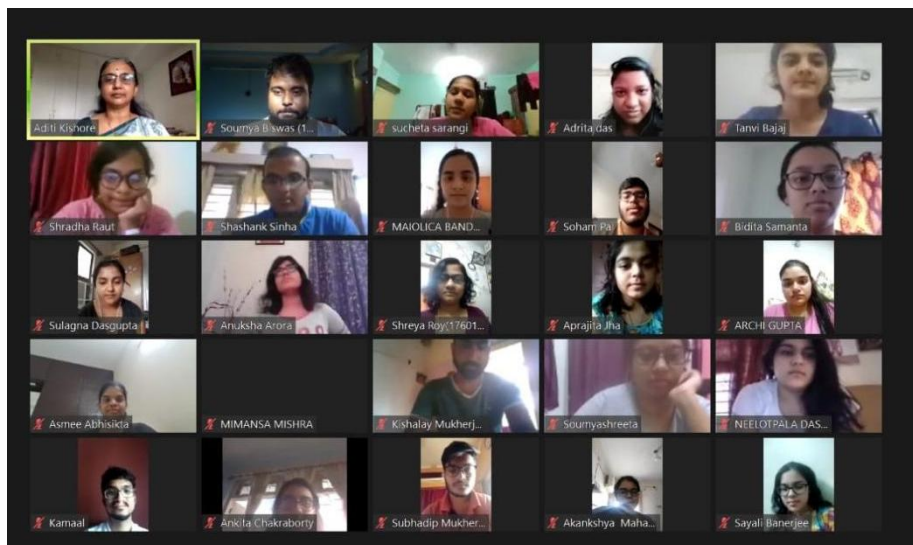 Aditi Kishore
Soumya Biswas (1...
sucheta sarangi
Adrita das
Tanvi Bajaj
Shradha Raut
Shashank Sinha
MAIOLICA BAND...
Soham Pal
Bidita Samanta
Sulagna Dasgupta
Anuksha Arora
Shreya Roy(17601...
Aprajita Jha
ARCHI GUPTA
Asmee Abhisikta
MIMANSA MISHRA
Kishalay Mukherj...
Soumyashreeta
NEELOTPALA DAS...
Kamaal
Ankita Chakraborty
Subhadip Mukher...
Akankshya Maha...
Sayali Banerjee